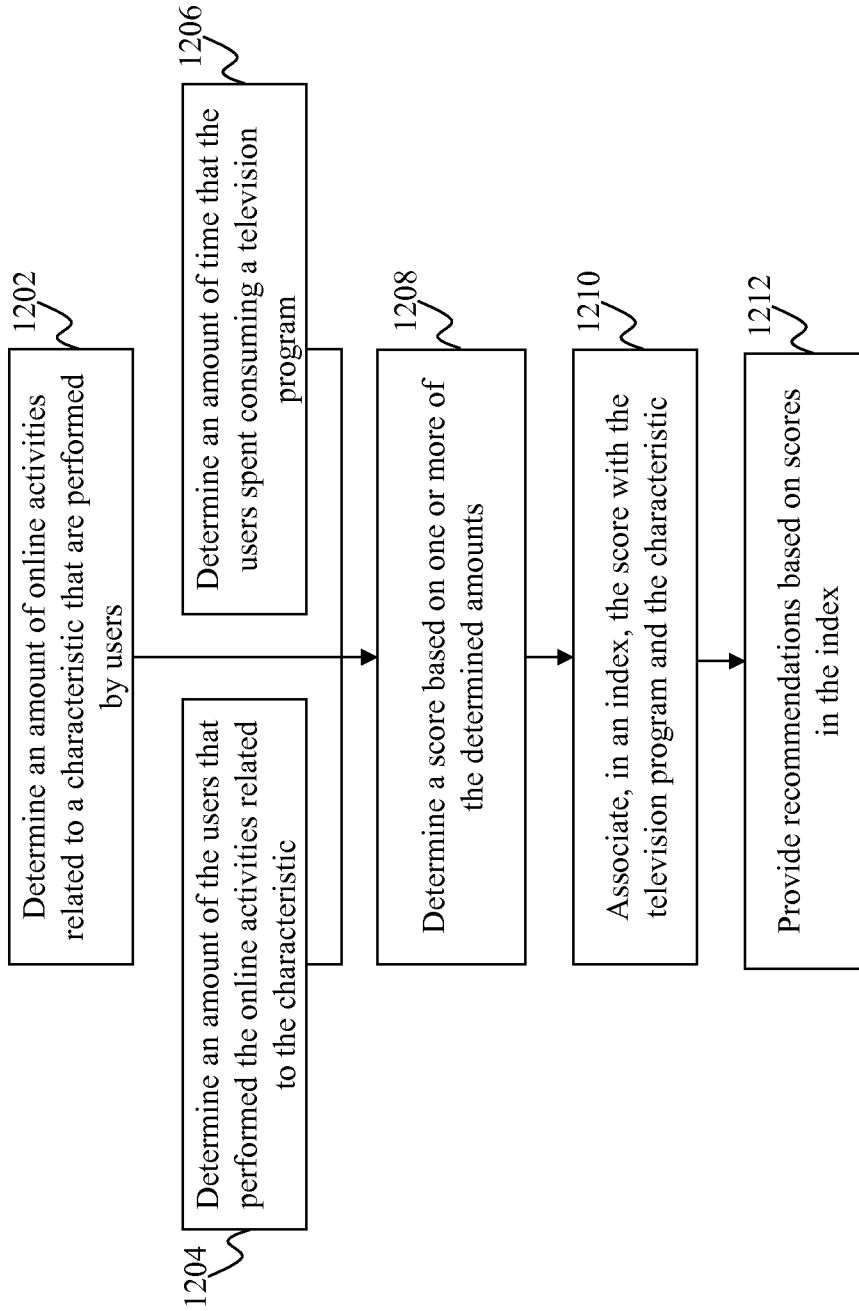 1202
Determine an amount of online activities
related to a characteristic that are performed
by users
1204
Determine an amount of the users that
performed the online activities related
to the characteristic
1206
Determine an amount of time that the
users spent consuming a television
program
1208
Determine a score based on one or more of
the determined amounts
1210
Associate, in an index, the score with the
television program and the characteristic
1212
Provide recommendations based on scores
in the index